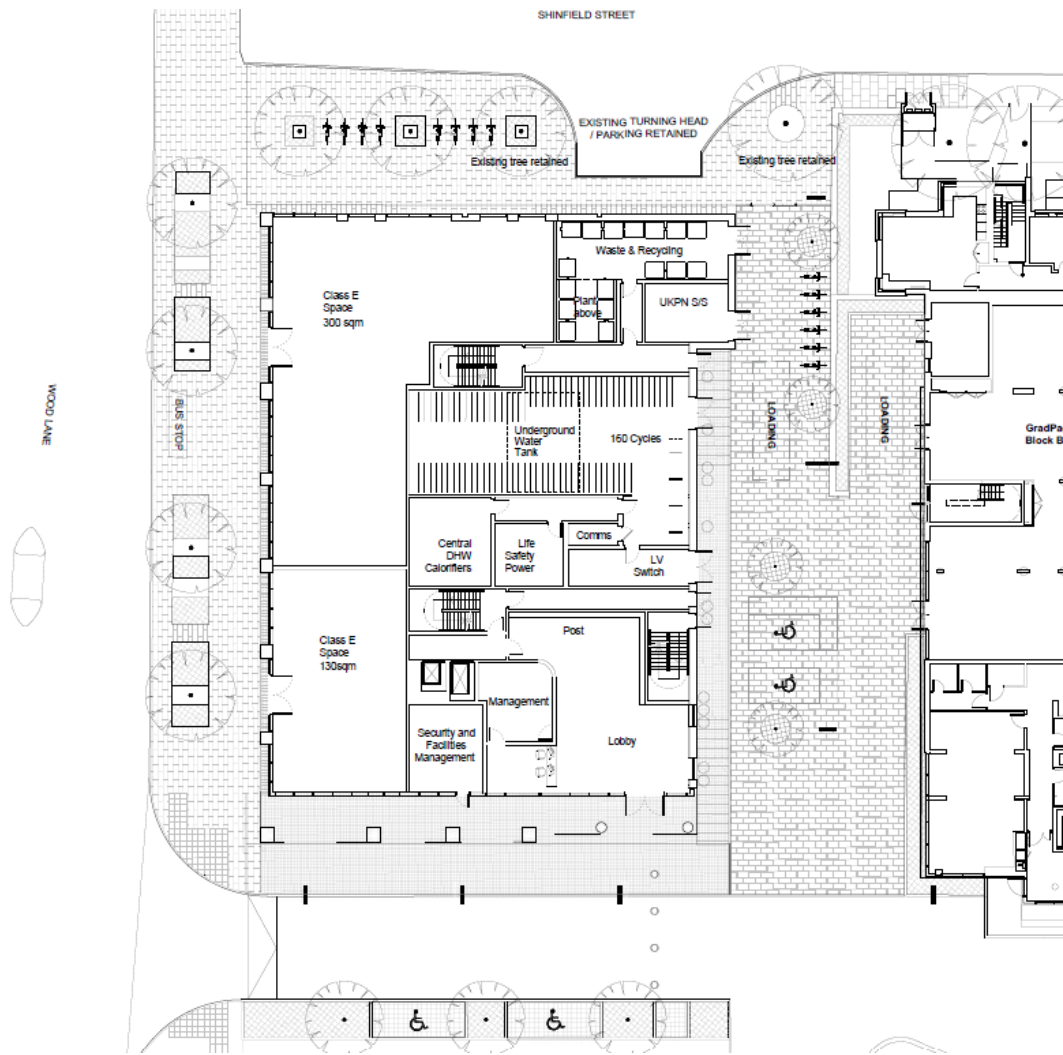 SHINFIELD STREET
EXISTING TURNING HEAD
/ PARKING RETAINED
Existing tree retained
Existing tree retained
Waste & Recycling
Class E
Space
300 sqm
Plant
above
UKPN S/S
WOOD LANE
BUS STOP
LOADING
LOADING
Underground
Water
Tank
160 Cycles
Block B
Comms
Central
DHW
Calorifiers
Life
Safety
Power
LV
Switch
Class E
Space
130sqm
Post
Management
Security and
Facilities
Management
Lobby